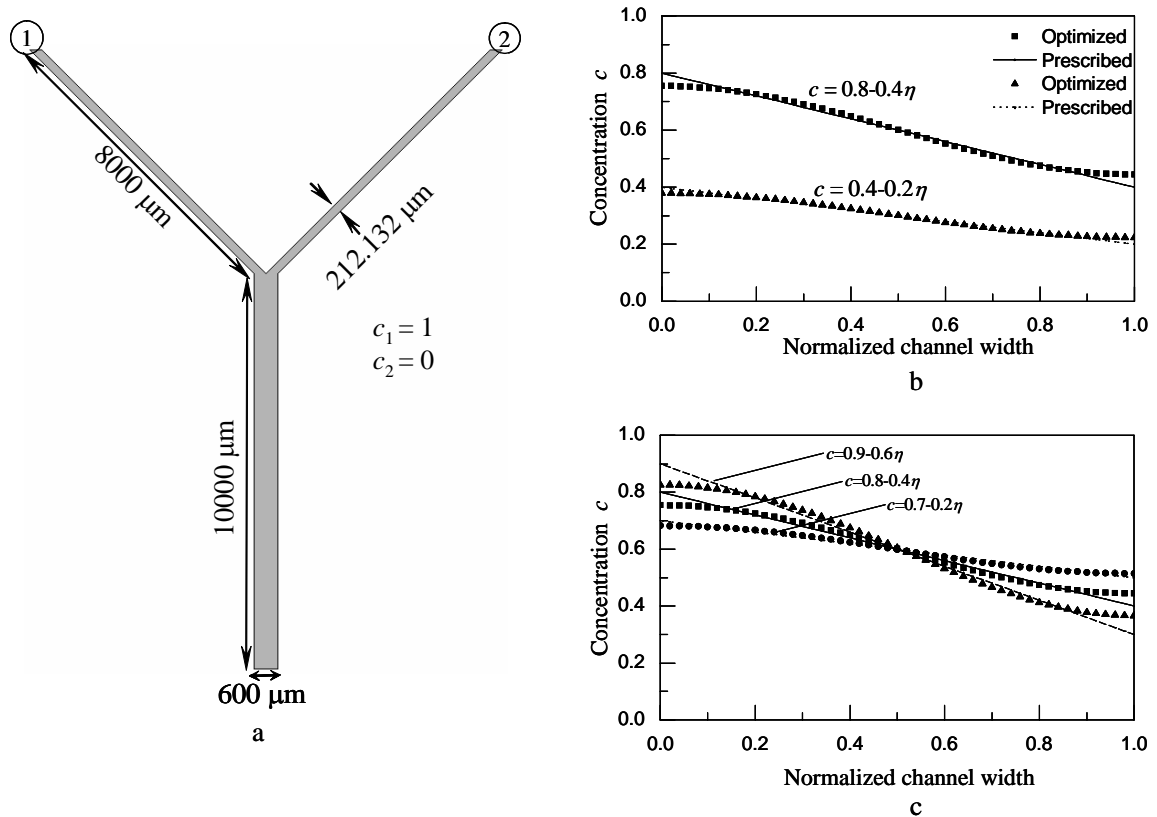 1
2
8000 μm
212.132 μm
c1 = 1
c2 = 0
10000 μm
600 μm
a
1.0
0.8
0.6
0.4
0.2
0.0
Concentration c
Optimized
Prescribed
Optimized
Prescribed
c = 0.8-0.4η
c = 0.4-0.2η
0.0 0.2 0.4 0.6 0.8 1.0
Normalized channel width
b
1.0
0.8
0.6
0.4
0.2
0.0
Concentration c
c=0.9-0.6η
c=0.8-0.4η
c=0.7-0.2η
0.0 0.2 0.4 0.6 0.8 1.0
Normalized channel width
c